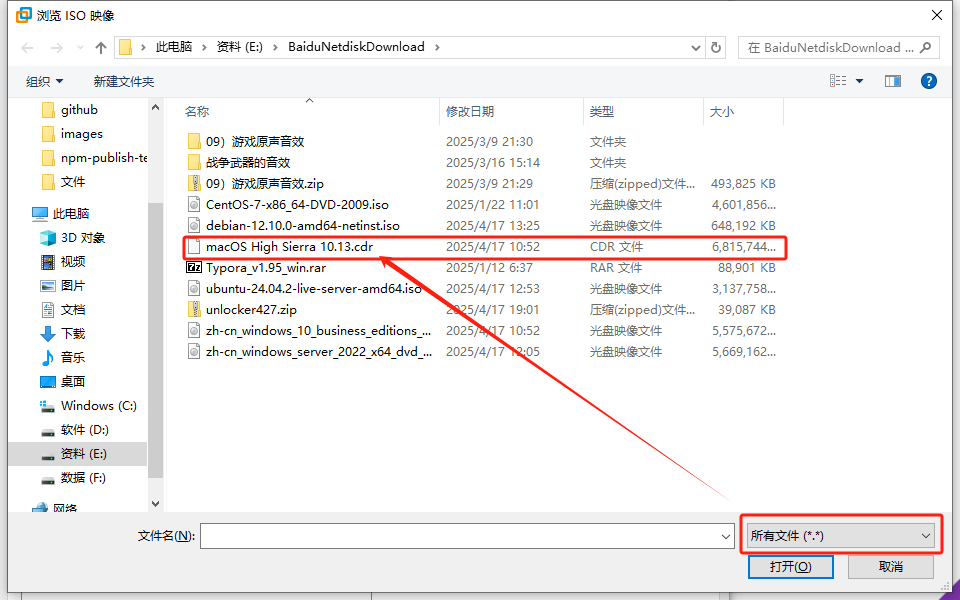 浏览 ISO 映像
此电脑 › 资料 (E:) › BaiduNetdiskDownload ›
在 BaiduNetdiskDownload ...
组织 新建文件夹
github
images
npm-publish-te
文件
此电脑
3D 对象
视频
图片
文档
下载
音乐
桌面
Windows (C:)
软件 (D:)
资料 (E:)
数据 (F:)
网络
名称 修改日期 类型 大小
09）游戏原声音效 2025/3/9 21:30 文件夹
战争武器的音效 2025/3/16 15:14 文件夹
09）游戏原声音效.zip 2025/3/9 21:29 压缩(zipped)文件... 493,825 KB
CentOS-7-x86_64-DVD-2009.iso 2025/1/22 11:01 光盘映像文件 4,601,856...
debian-12.10.0-amd64-netinst.iso 2025/4/17 13:25 光盘映像文件 648,192 KB
macOS High Sierra 10.13.cdr 2025/4/17 10:52 CDR 文件 6,815,744...
Typora_v1.95_win.rar 2025/1/12 6:37 RAR 文件 88,901 KB
ubuntu-24.04.2-live-server-amd64.iso 2025/4/17 12:53 光盘映像文件 3,137,758...
unlocker427.zip 2025/4/17 19:01 压缩(zipped)文件... 39,087 KB
zh-cn_windows_10_business_editions_... 2025/4/17 10:52 光盘映像文件 5,575,672...
zh-cn_windows_server_2022_x64_dvd_... 2025/4/17 12:05 光盘映像文件 5,669,162...
文件名(N):
所有文件 (*.*)
打开(O) 取消